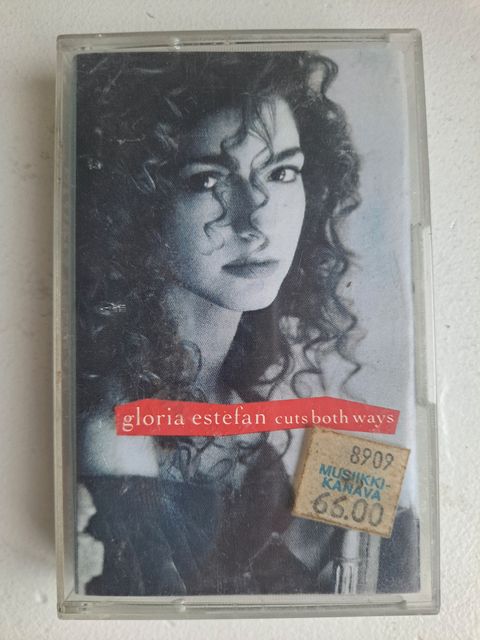 gloria estefan cuts both ways
8909
MUSIIKKI-
KANAVA
66.00